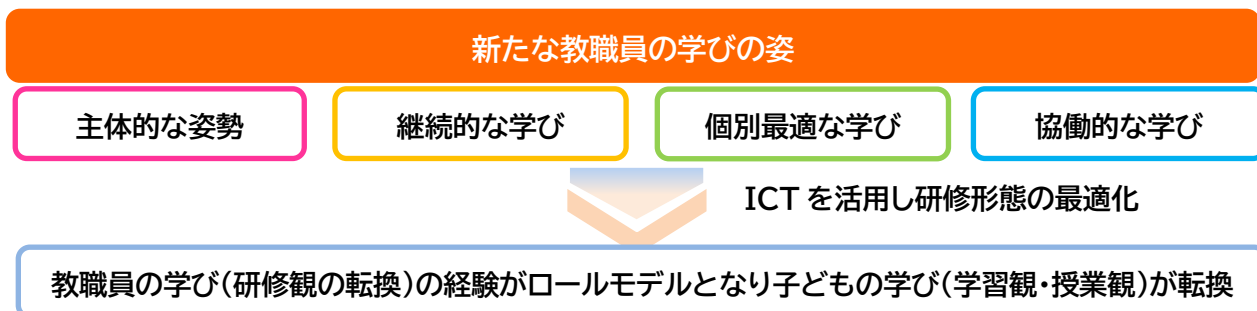 新たな教職員の学びの姿
主体的な姿勢
継続的な学び
個別最適な学び
協働的な学び
ICTを活用し研修形態の最適化
教職員の学び(研修観の転換)の経験がロールモデルとなり子どもの学び(学習観・授業観)が転換